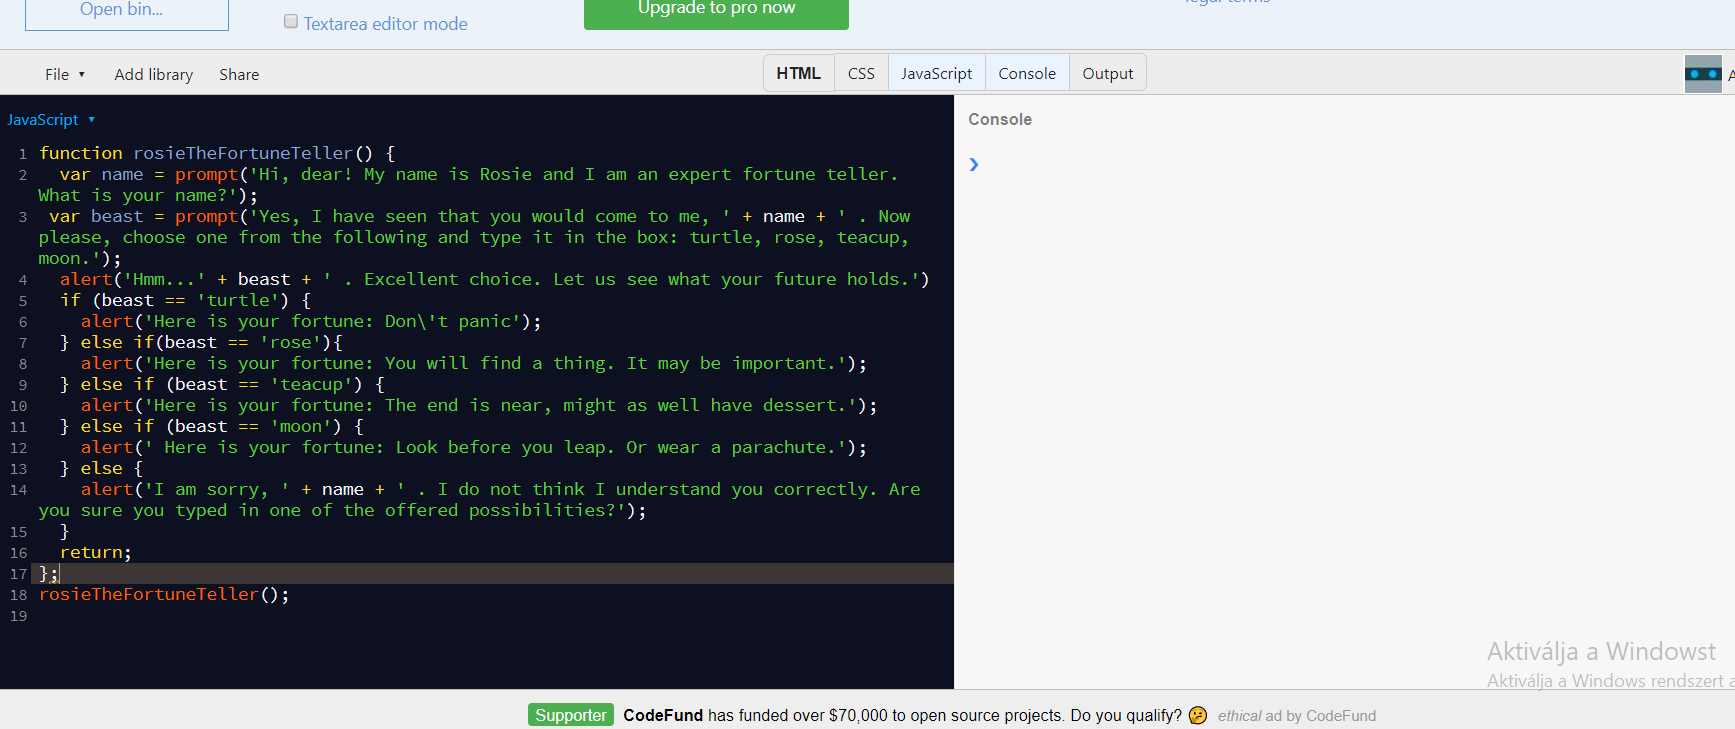 Open bin...
Textarea editor mode
Upgrade to pro now
legal terms
File ▾ Add library Share HTML CSS JavaScript Console Output
JavaScript ▾ Console
1 function rosieTheFortuneTeller() {
2 var name = prompt('Hi, dear! My name is Rosie and I am an expert fortune teller.
What is your name?');
3 var beast = prompt('Yes, I have seen that you would come to me, ' + name + ' . Now
please, choose one from the following and type it in the box: turtle, rose, teacup,
moon.');
4 alert('Hmm...' + beast + ' . Excellent choice. Let us see what your future holds.')
5 if (beast == 'turtle') {
6 alert('Here is your fortune: Don\'t panic');
7 } else if(beast == 'rose'){
8 alert('Here is your fortune: You will find a thing. It may be important.');
9 } else if (beast == 'teacup') {
10 alert('Here is your fortune: The end is near, might as well have dessert.');
11 } else if (beast == 'moon') {
12 alert(' Here is your fortune: Look before you leap. Or wear a parachute.');
13 } else {
14 alert('I am sorry, ' + name + ' . I do not think I understand you correctly. Are
you sure you typed in one of the offered possibilities?');
15 }
16 return;
17 };
18 rosieTheFortuneTeller();
19
Aktiválja a Windowst
Aktiválja a Windows rendszert a
Supporter CodeFund has funded over $70,000 to open source projects. Do you qualify? 🤔 ethical ad by CodeFund